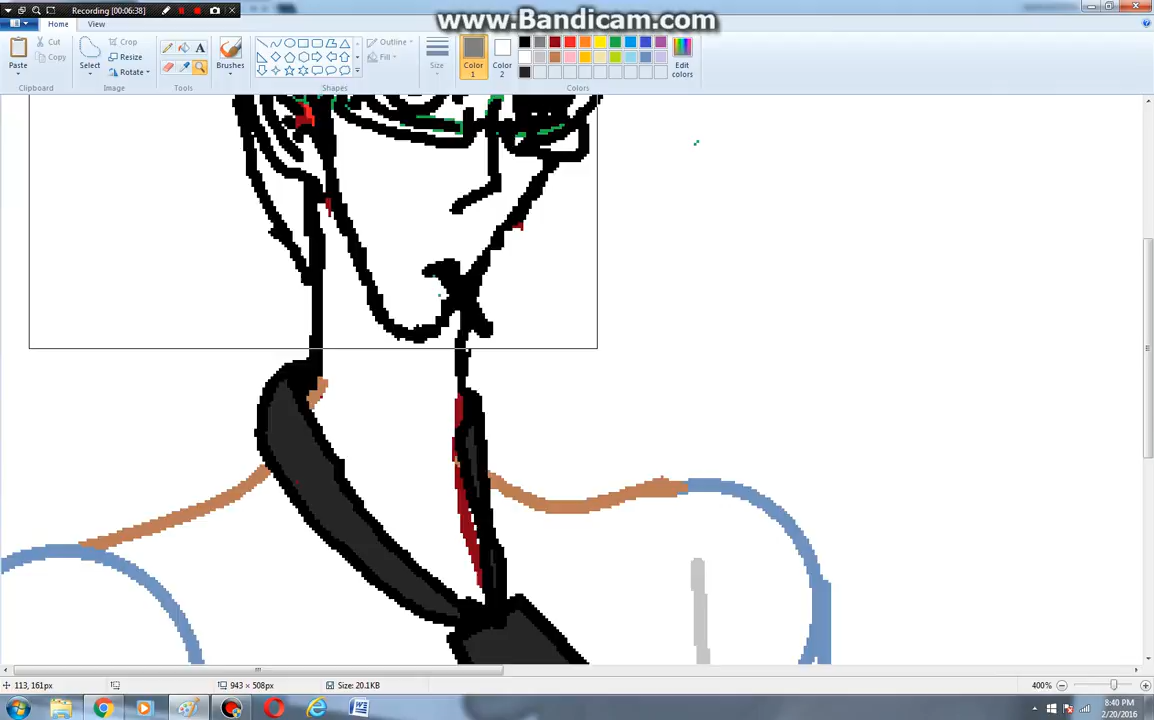 Recording [00:06:38]
www.Bandicam.com
Home
View
Paste
Cut
Copy
Clipboard
Select
Crop
Resize
Rotate
Image
A
Tools
Brushes
Outline
Fill
Shapes
Size
Color 1
Color 2
Edit colors
Colors
113, 161px
943 × 508px
Size: 20.1KB
400%
8:40 PM
2/20/2016